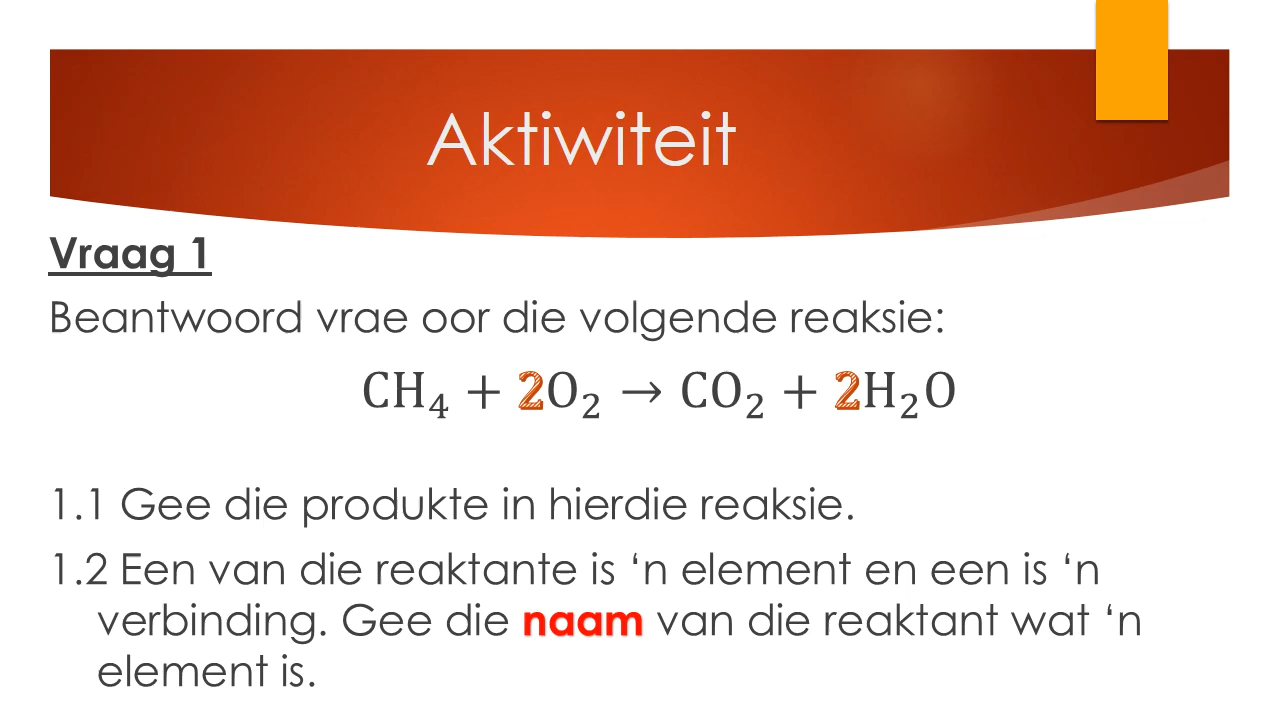 Aktiwiteit
Vraag 1
Beantwoord vrae oor die volgende reaksie:
CH₄ + 2O₂ → CO₂ + 2H₂O
1.1 Gee die produkte in hierdie reaksie.
1.2 Een van die reaktante is ‘n element en een is ‘n
verbinding. Gee die naam van die reaktant wat ‘n
element is.